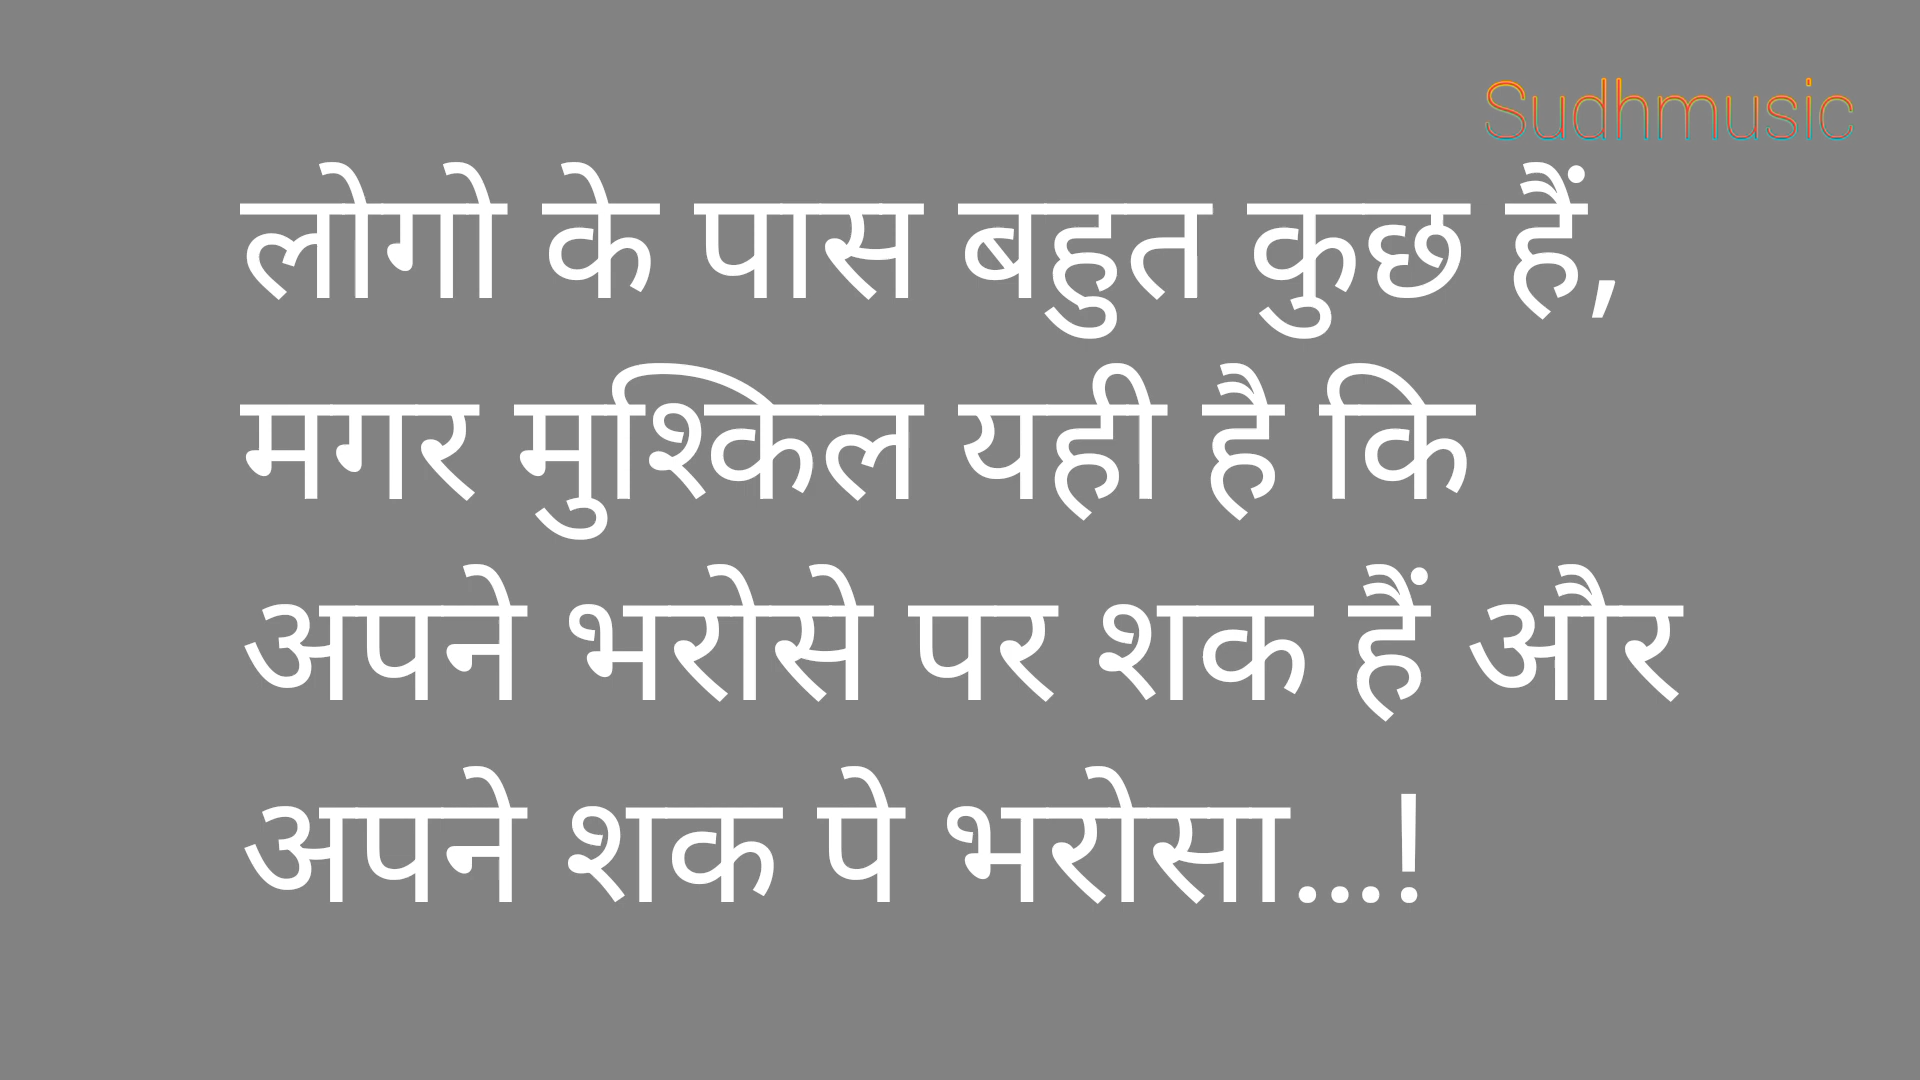 Sudhmusic
लोगो के पास बहुत कुछ हैं,
मगर मुश्किल यही है कि
अपने भरोसे पर शक हैं और
अपने शक पे भरोसा...!